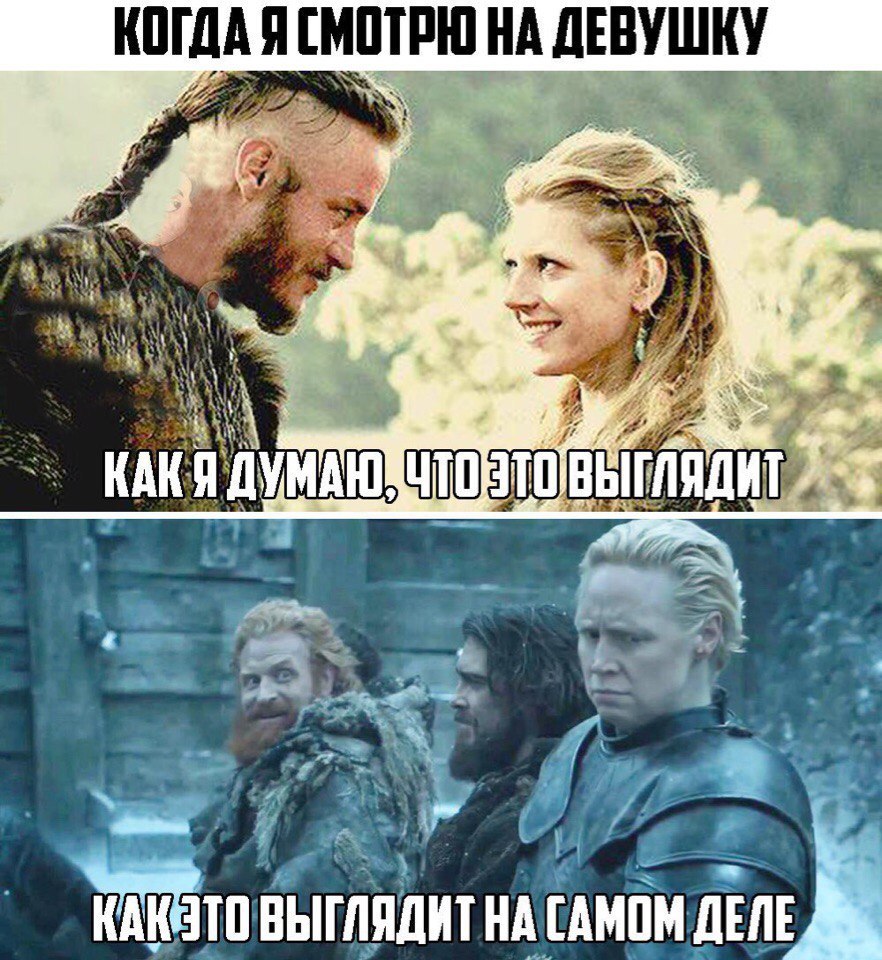 КОГДА Я СМОТРЮ НА ДЕВУШКУ
КАК Я ДУМАЮ, ЧТО ЭТО ВЫГЛЯДИТ
КАК ЭТО ВЫГЛЯДИТ НА САМОМ ДЕЛЕ